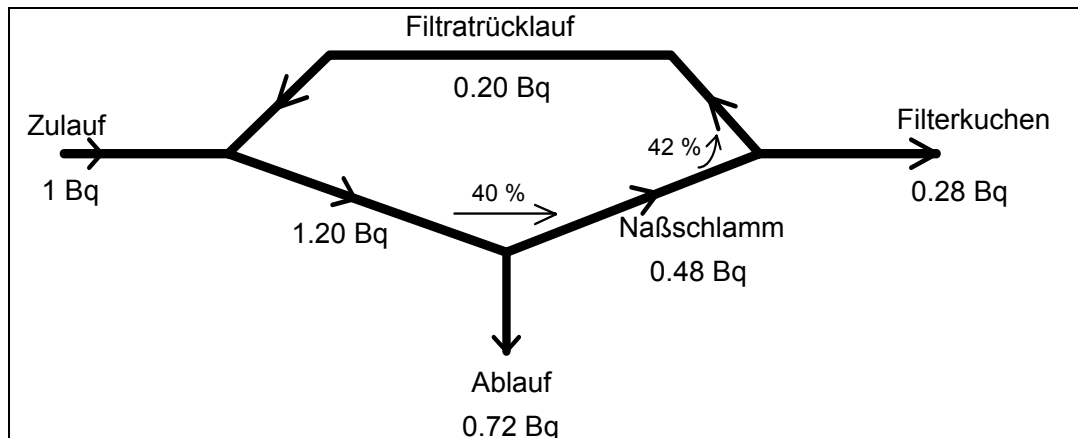 Filtratrücklauf
0.20 Bq
Zulauf
1 Bq
42 %
Filterkuchen
0.28 Bq
40 %
1.20 Bq
Naßschlamm
0.48 Bq
Ablauf
0.72 Bq